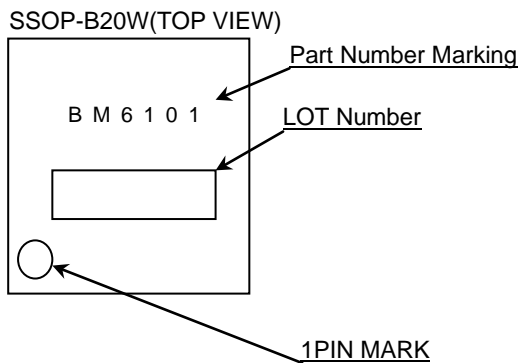 SSOP-B20W(TOP VIEW)
Part Number Marking
B M 6 1 0 1
LOT Number
1PIN MARK